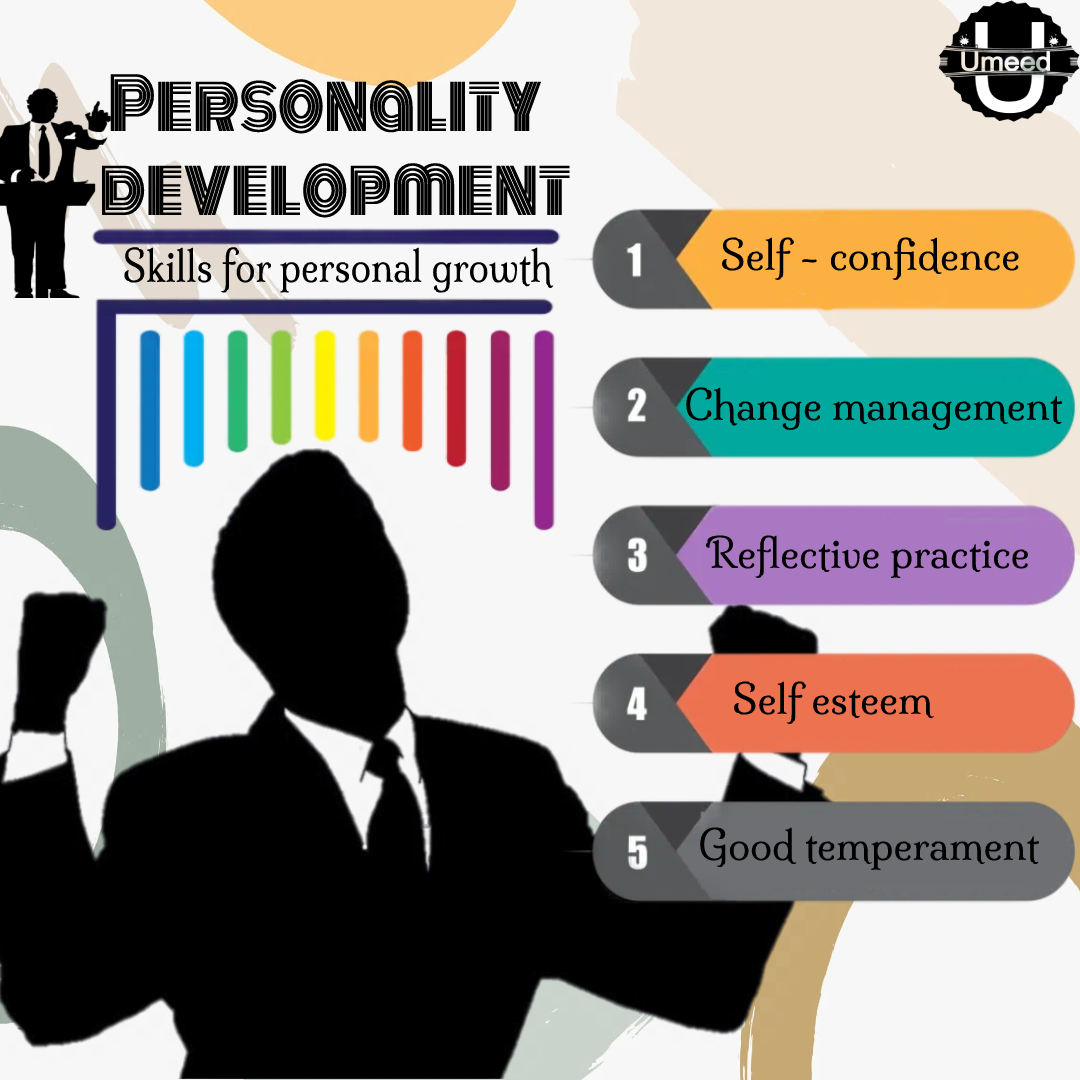 U
Umeed
PERSONALITY
DEVELOPMENT
Skills for personal growth
1 Self - confidence
2 Change management
3 Reflective practice
4 Self esteem
5 Good temperament